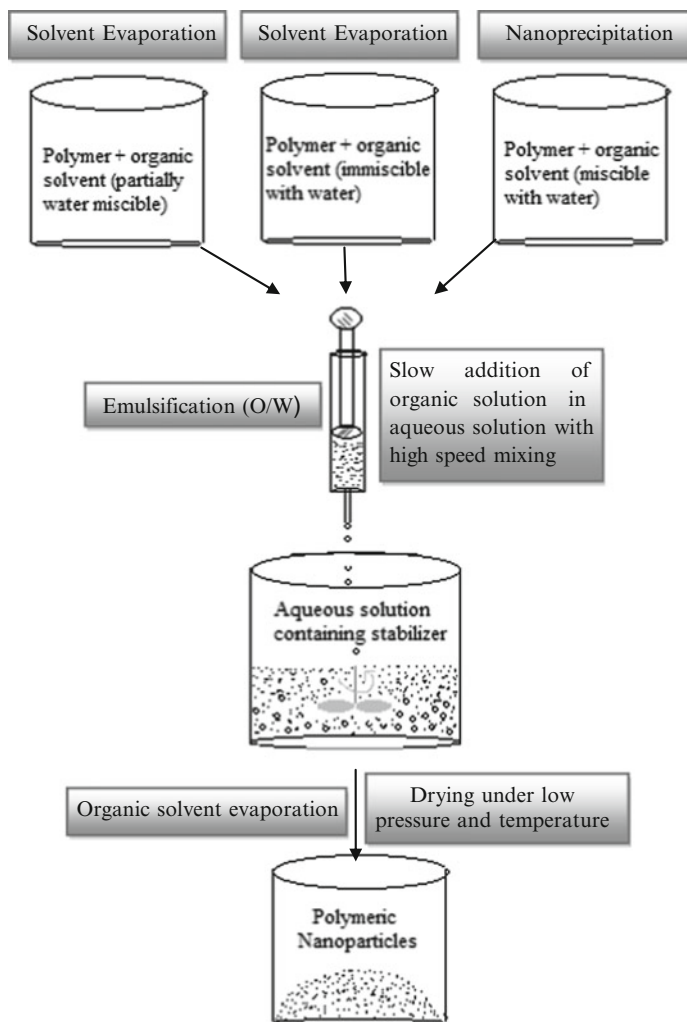 Solvent Evaporation
Solvent Evaporation
Nanoprecipitation
Polymer + organic
solvent (partially
water miscible)
Polymer + organic
solvent (immiscible
with water)
Polymer + organic
solvent (miscible
with water)
Emulsification (O/W)
Slow addition of
organic solution in
aqueous solution with
high speed mixing
Aqueous solution
containing stabilizer
Organic solvent evaporation
Drying under low
pressure and temperature
Polymeric
Nanoparticles